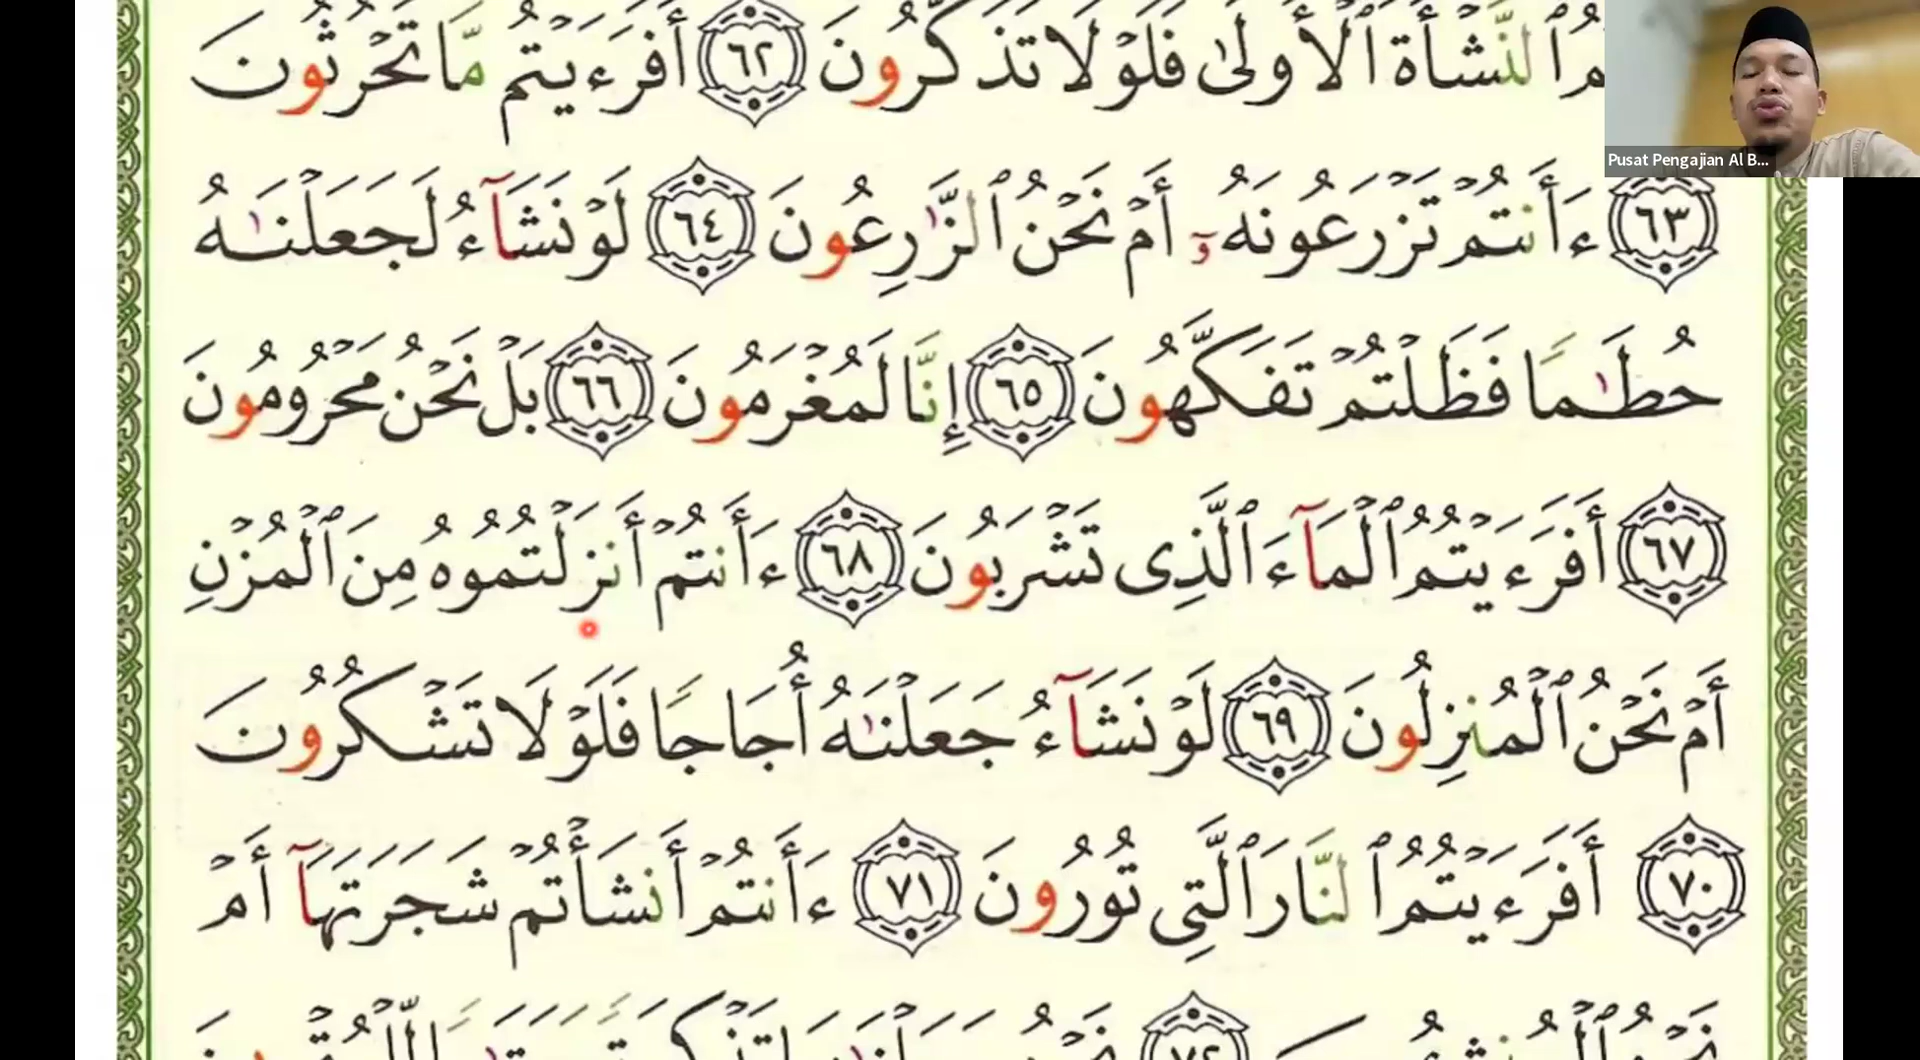 ٱلنَّشْأَةَ ٱلْأُولَىٰ فَلَوْلَا تَذَكَّرُونَ ٦٢ أَفَرَءَيْتُم مَّا تَحْرُثُونَ
Pusat Pengajian Al B...
٦٣ ءَأَنتُمْ تَزْرَعُونَهُۥٓ أَمْ نَحْنُ ٱلزَّٰرِعُونَ ٦٤ لَوْ نَشَآءُ لَجَعَلْنَٰهُ
حُطَٰمًا فَظَلْتُمْ تَفَكَّهُونَ ٦٥ إِنَّا لَمُغْرَمُونَ ٦٦ بَلْ نَحْنُ مَحْرُومُونَ
٦٧ أَفَرَءَيْتُمُ ٱلْمَآءَ ٱلَّذِى تَشْرَبُونَ ٦٨ ءَأَنتُمْ أَنزَلْتُمُوهُ مِنَ ٱلْمُزْنِ
أَمْ نَحْنُ ٱلْمُنزِلُونَ ٦٩ لَوْ نَشَآءُ جَعَلْنَٰهُ أُجَاجًا فَلَوْلَا تَشْكُرُونَ
٧٠ أَفَرَءَيْتُمُ ٱلنَّارَ ٱلَّتِى تُورُونَ ٧١ ءَأَنتُمْ أَنشَأْتُمْ شَجَرَتَهَآ أَمْ